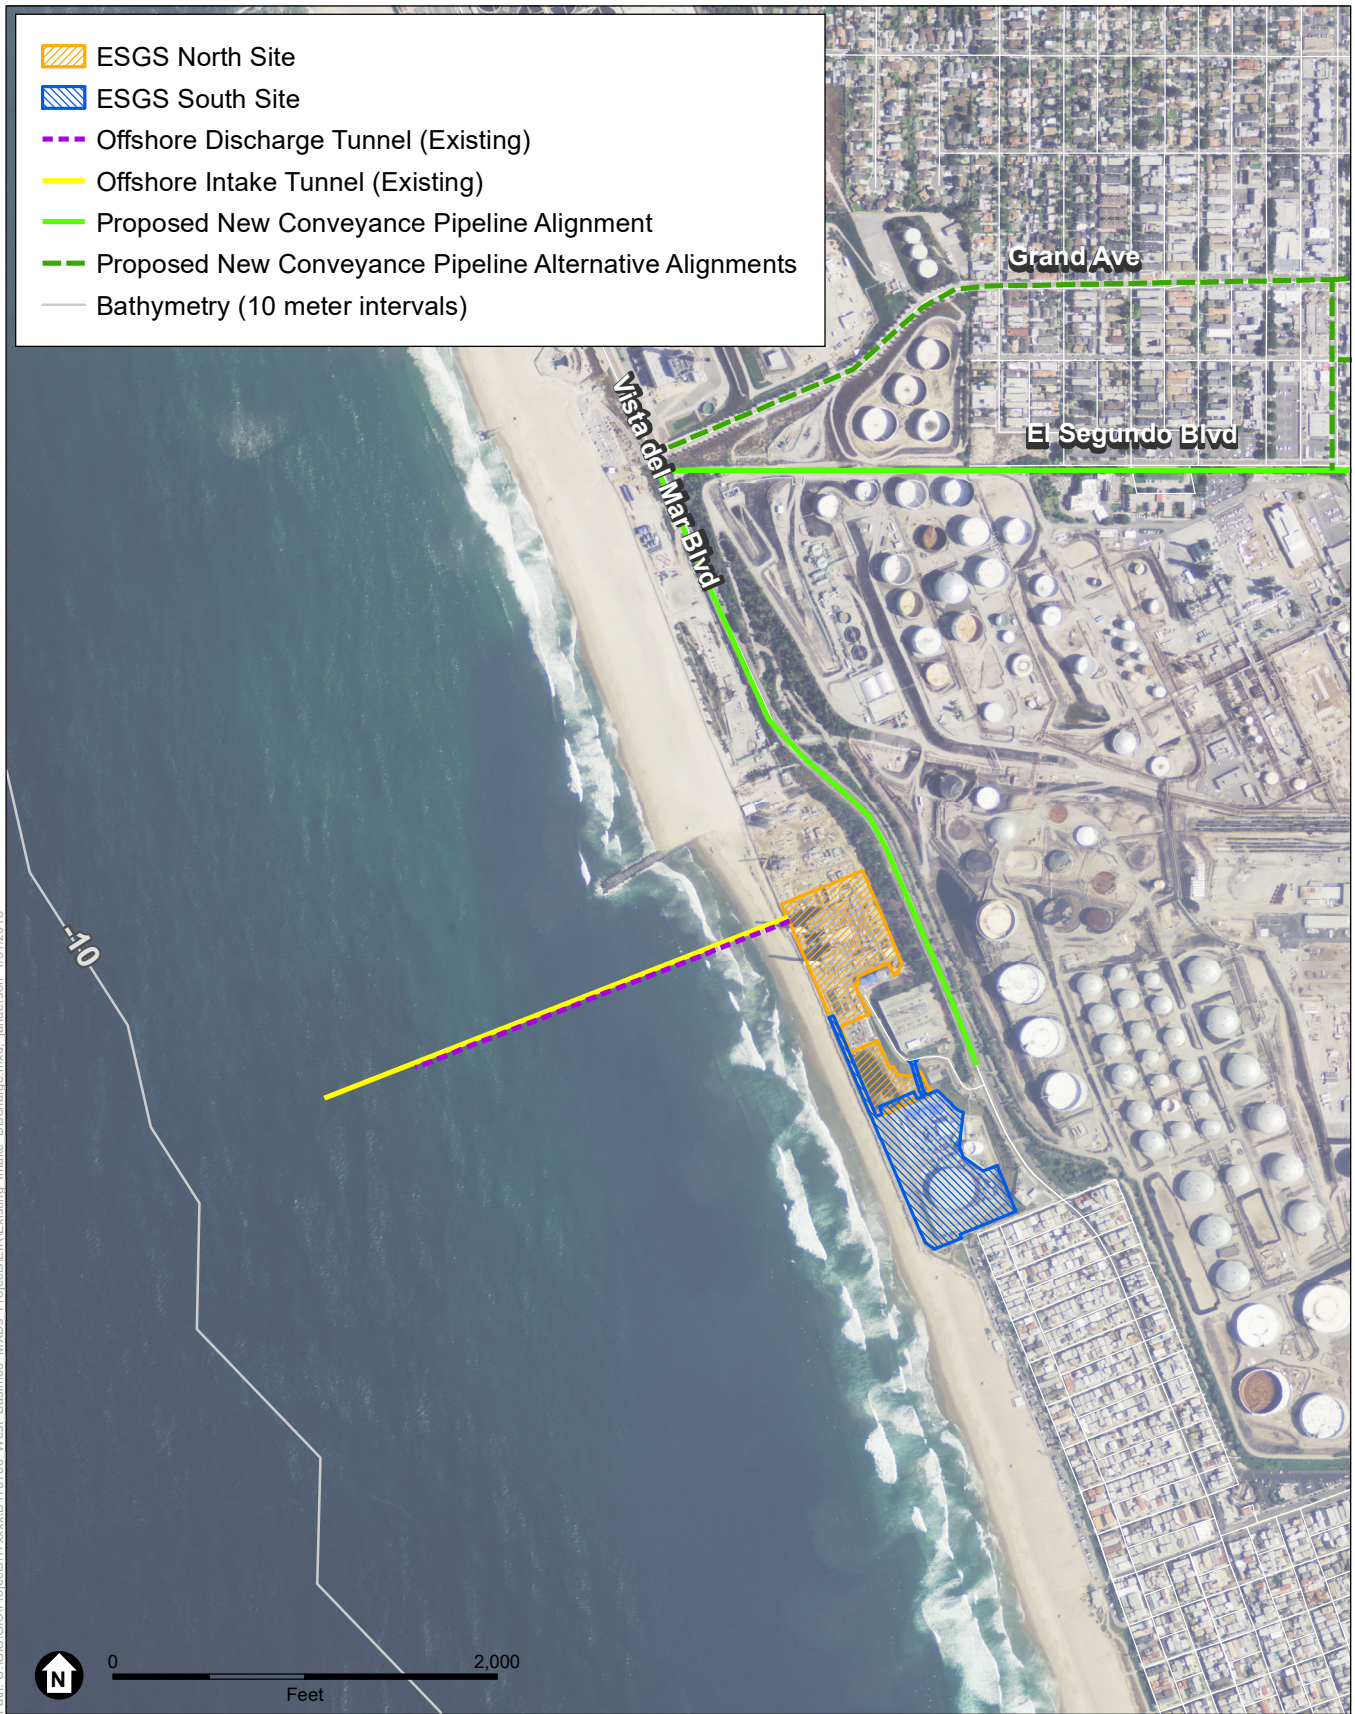 ESGS North Site
ESGS South Site
Offshore Discharge Tunnel (Existing)
Offshore Intake Tunnel (Existing)
Proposed New Conveyance Pipeline Alignment
Proposed New Conveyance Pipeline Alternative Alignments
Bathymetry (10 meter intervals)
Grand Ave
Vista del Mar Blvd
El Segundo Blvd
-10
N
0 2,000
Feet